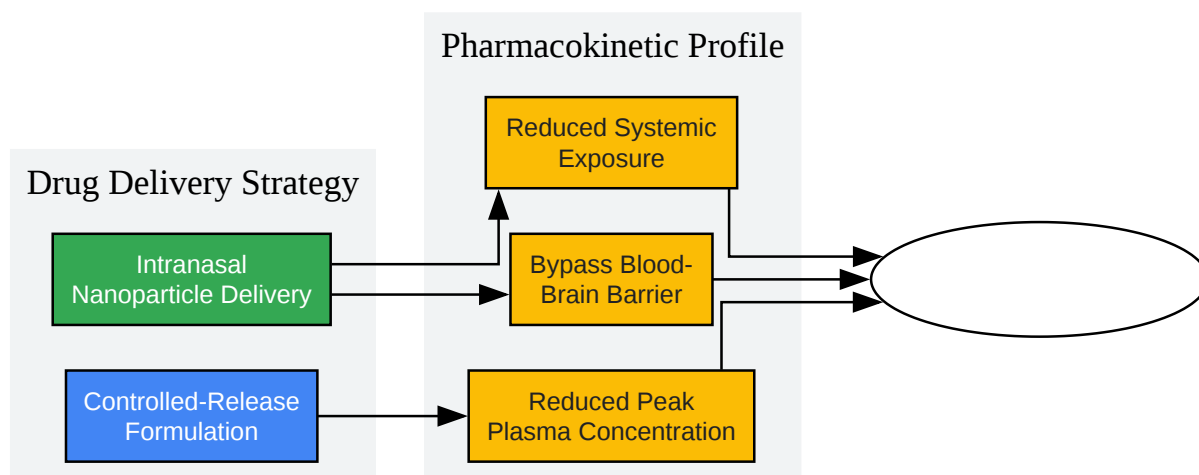 Drug Delivery Strategy
Intranasal
Nanoparticle Delivery
Controlled-Release
Formulation
Pharmacokinetic Profile
Reduced Systemic
Exposure
Bypass Blood-
Brain Barrier
Reduced Peak
Plasma Concentration